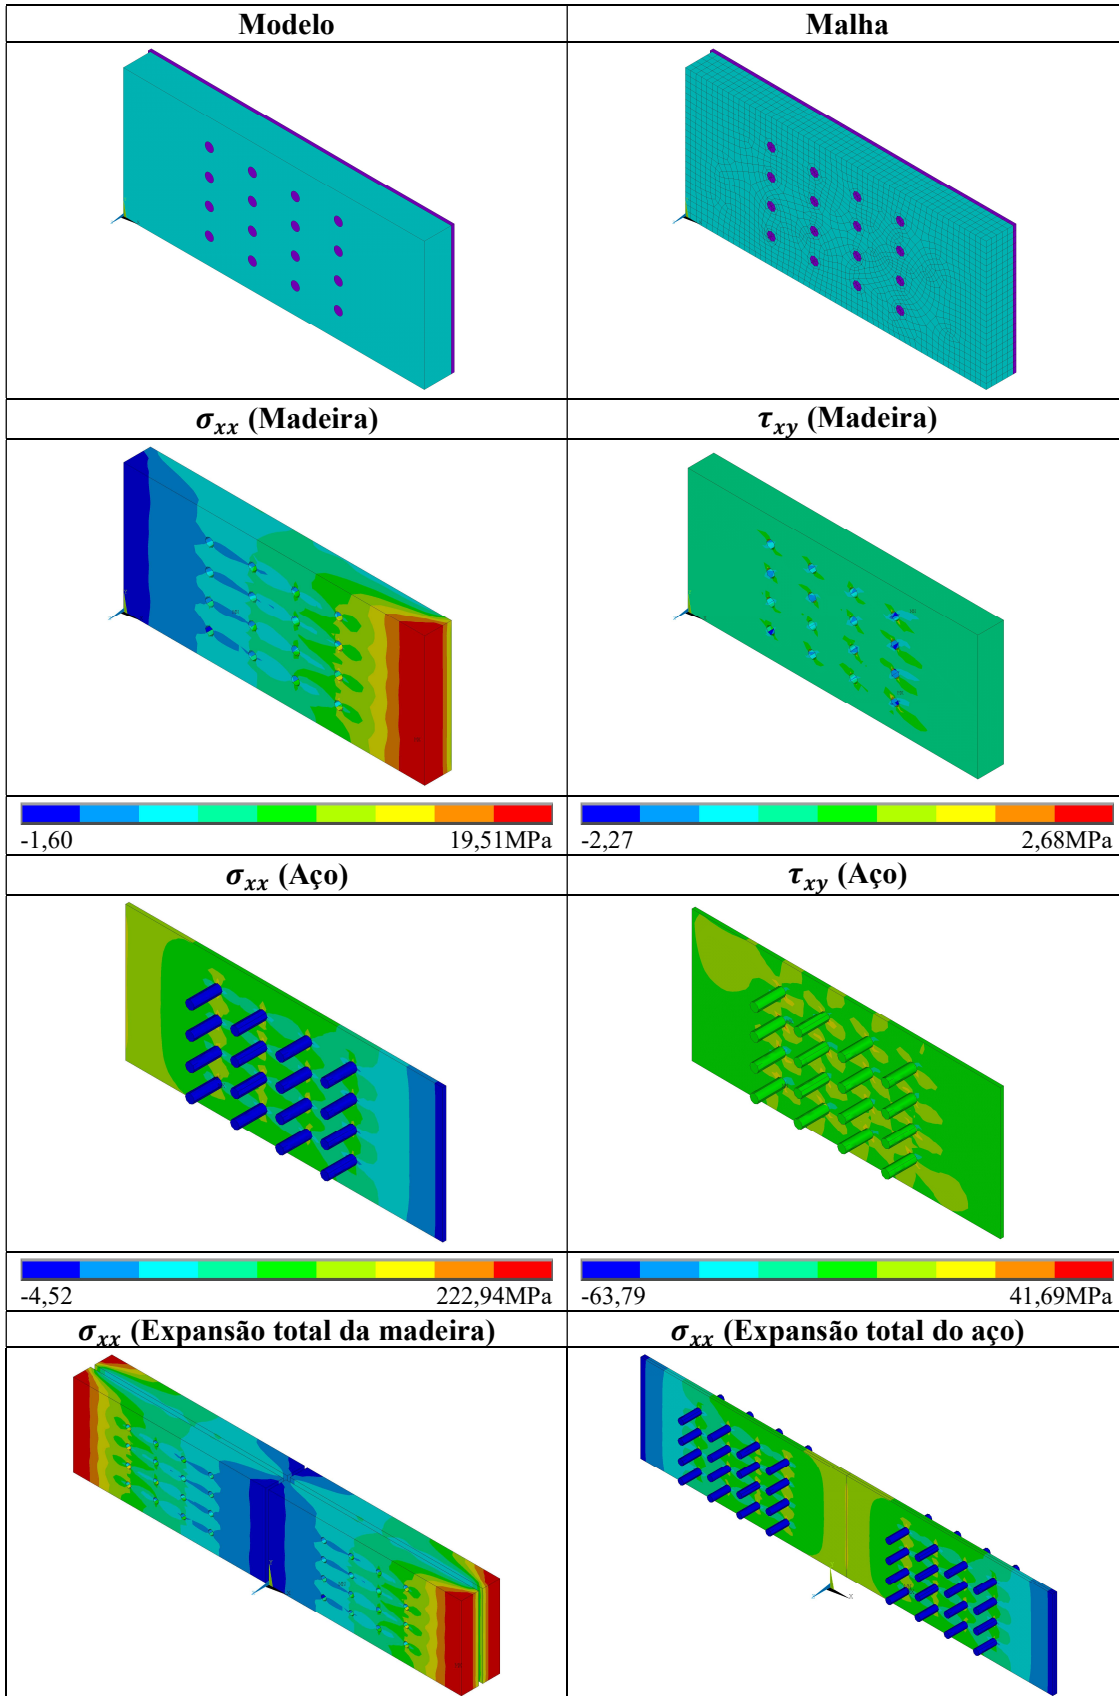 Modelo Malha
σxx (Madeira) τxy (Madeira)
-1,60 19,51MPa -2,27 2,68MPa
σxx (Aço) τxy (Aço)
-4,52 222,94MPa -63,79 41,69MPa
σxx (Expansão total da madeira) σxx (Expansão total do aço)